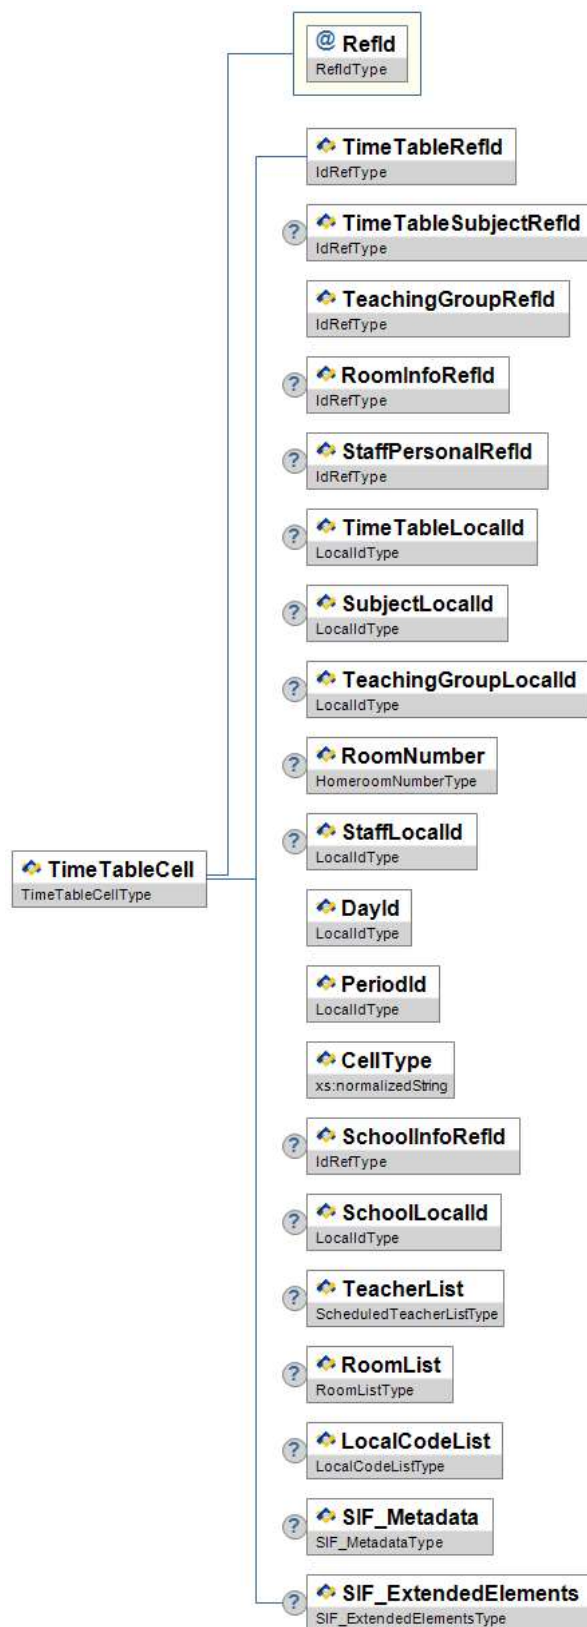 @ RefId
RefIdType
TimeTableRefId
IdRefType
? TimeTableSubjectRefId
IdRefType
TeachingGroupRefId
IdRefType
? RoomInfoRefId
IdRefType
? StaffPersonalRefId
IdRefType
? TimeTableLocalId
LocalIdType
? SubjectLocalId
LocalIdType
? TeachingGroupLocalId
LocalIdType
? RoomNumber
HomeroomNumberType
? StaffLocalId
LocalIdType
TimeTableCell
TimeTableCellType
DayId
LocalIdType
PeriodId
LocalIdType
CellType
xs:normalizedString
? SchoolInfoRefId
IdRefType
? SchoolLocalId
LocalIdType
? TeacherList
ScheduledTeacherListType
? RoomList
RoomListType
? LocalCodeList
LocalCodeListType
? SIF_Metadata
SIF_MetadataType
? SIF_ExtendedElements
SIF_ExtendedElementsType